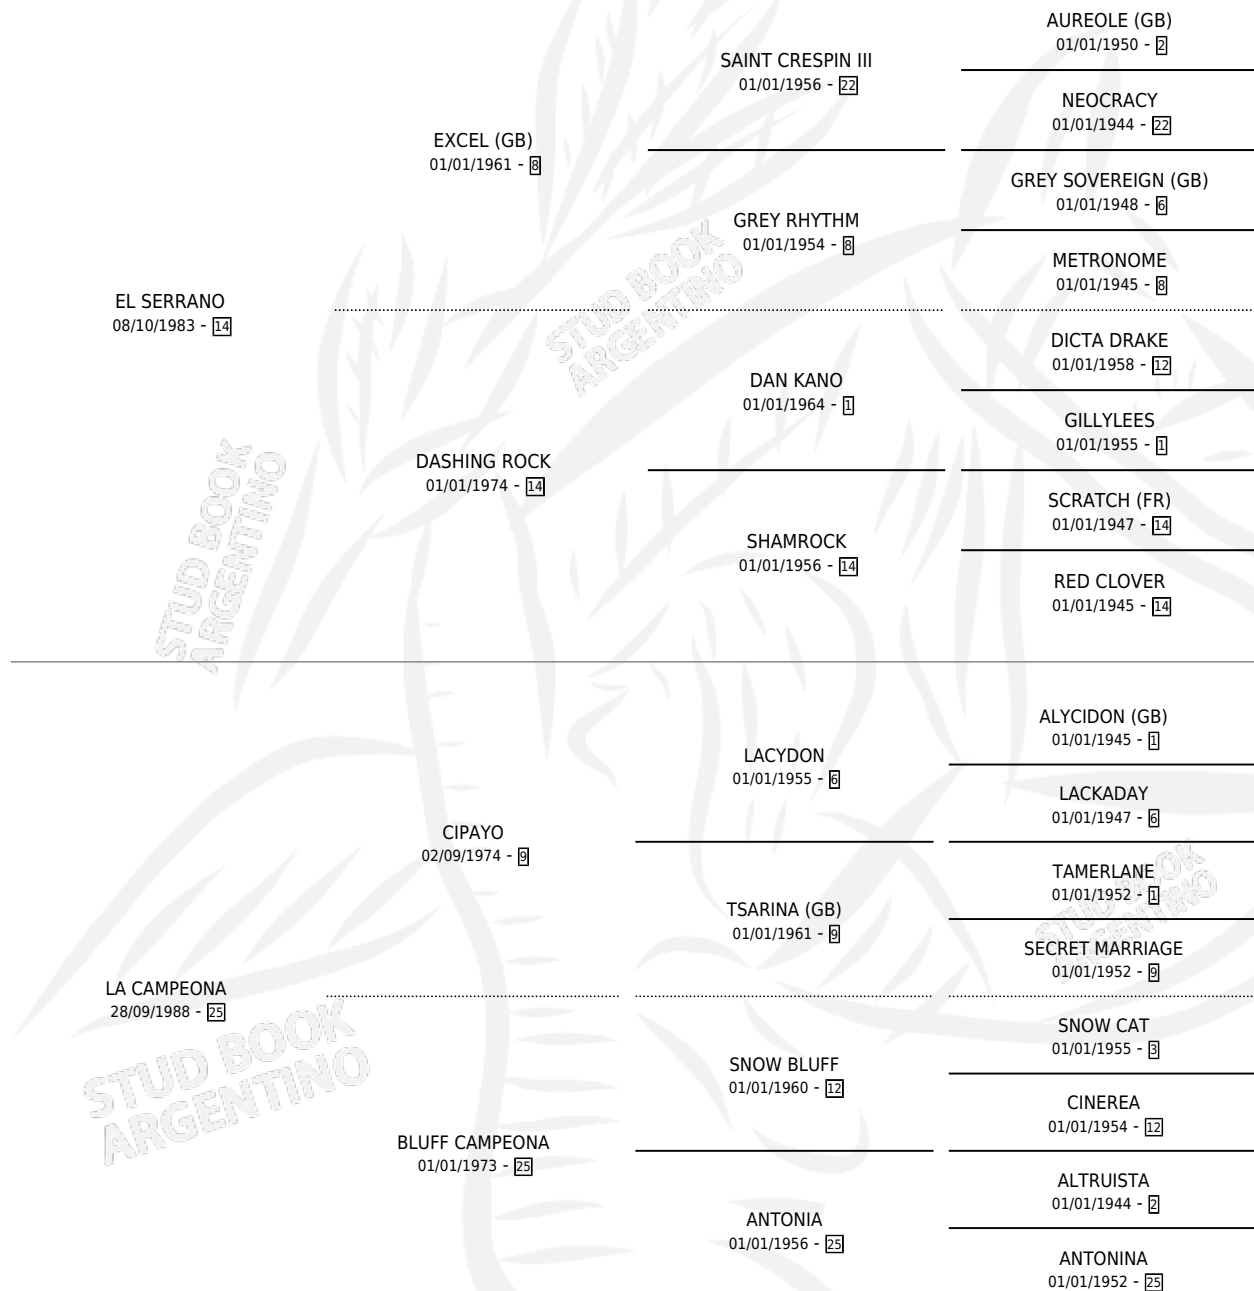 AUREOLE (GB)
01/01/1950 - 2
SAINT CRESPIN III
01/01/1956 - 22
NEOCRACY
01/01/1944 - 22
EXCEL (GB)
01/01/1961 - 8
GREY SOVEREIGN (GB)
01/01/1948 - 6
GREY RHYTHM
01/01/1954 - 8
METRONOME
01/01/1945 - 8
EL SERRANO
08/10/1983 - 14
DICTA DRAKE
01/01/1958 - 12
DAN KANO
01/01/1964 - 1
GILLYLEES
01/01/1955 - 1
DASHING ROCK
01/01/1974 - 14
SCRATCH (FR)
01/01/1947 - 14
SHAMROCK
01/01/1956 - 14
RED CLOVER
01/01/1945 - 14
ALYCIDON (GB)
01/01/1945 - 1
LACYDON
01/01/1955 - 6
LACKADAY
01/01/1947 - 6
CIPAYO
02/09/1974 - 9
TAMERLANE
01/01/1952 - 1
TSARINA (GB)
01/01/1961 - 9
SECRET MARRIAGE
01/01/1952 - 9
LA CAMPEONA
28/09/1988 - 25
SNOW CAT
01/01/1955 - 3
SNOW BLUFF
01/01/1960 - 12
CINEREA
01/01/1954 - 12
BLUFF CAMPEONA
01/01/1973 - 25
ALTRUISTA
01/01/1944 - 2
ANTONIA
01/01/1956 - 25
ANTONINA
01/01/1952 - 25
STUD BOOK
ARGENTINO
STUD BOOK
ARGENTINO
STUD BOOK
ARGENTINO
STUD BOOK
ARGENTINO